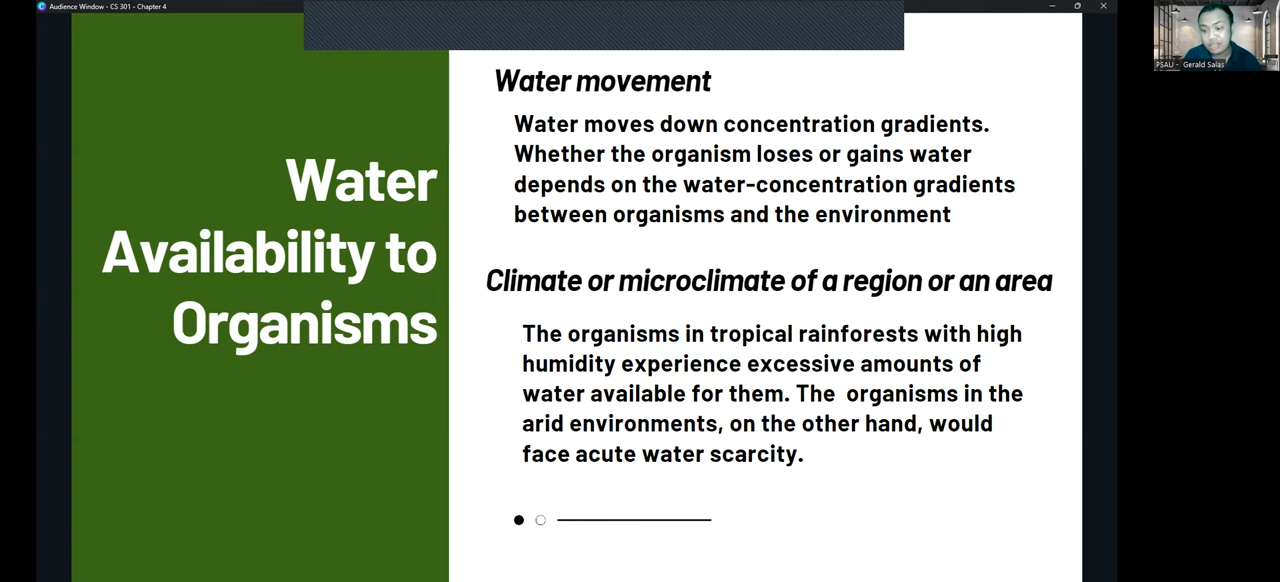 Audience Window - CS 301 - Chapter 4
PSAU - Gerald Salas
Water
Availability to
Organisms
Water movement
Water moves down concentration gradients.
Whether the organism loses or gains water
depends on the water-concentration gradients
between organisms and the environment
Climate or microclimate of a region or an area
The organisms in tropical rainforests with high
humidity experience excessive amounts of
water available for them. The  organisms in the
arid environments, on the other hand, would
face acute water scarcity.